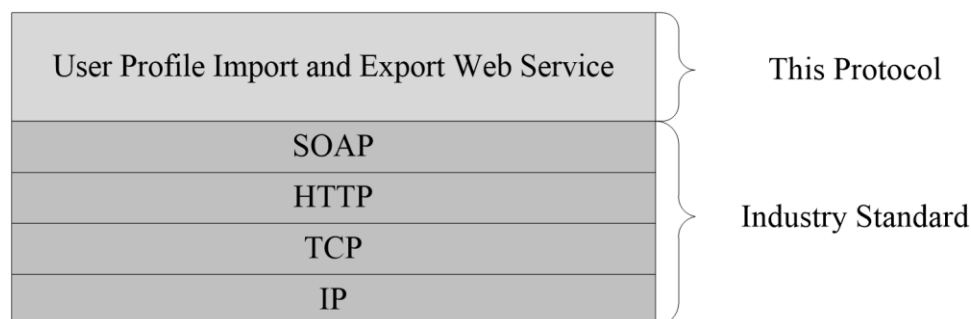 User Profile Import and Export Web Service
This Protocol
SOAP
HTTP
TCP
IP
Industry Standard